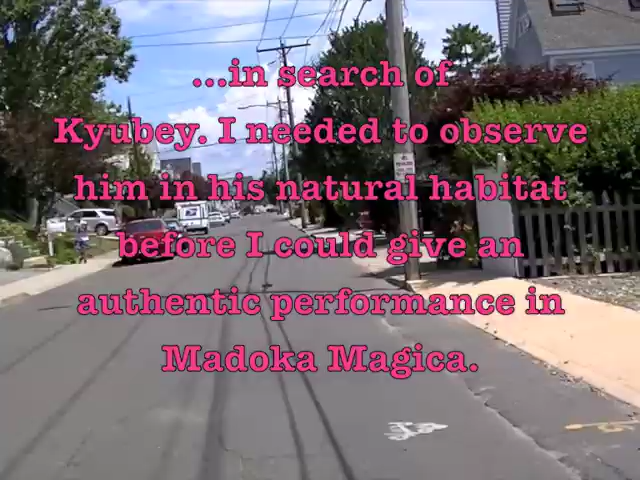 ...in search of
Kyubey. I needed to observe
him in his natural habitat
before I could give an
authentic performance in
Madoka Magica.